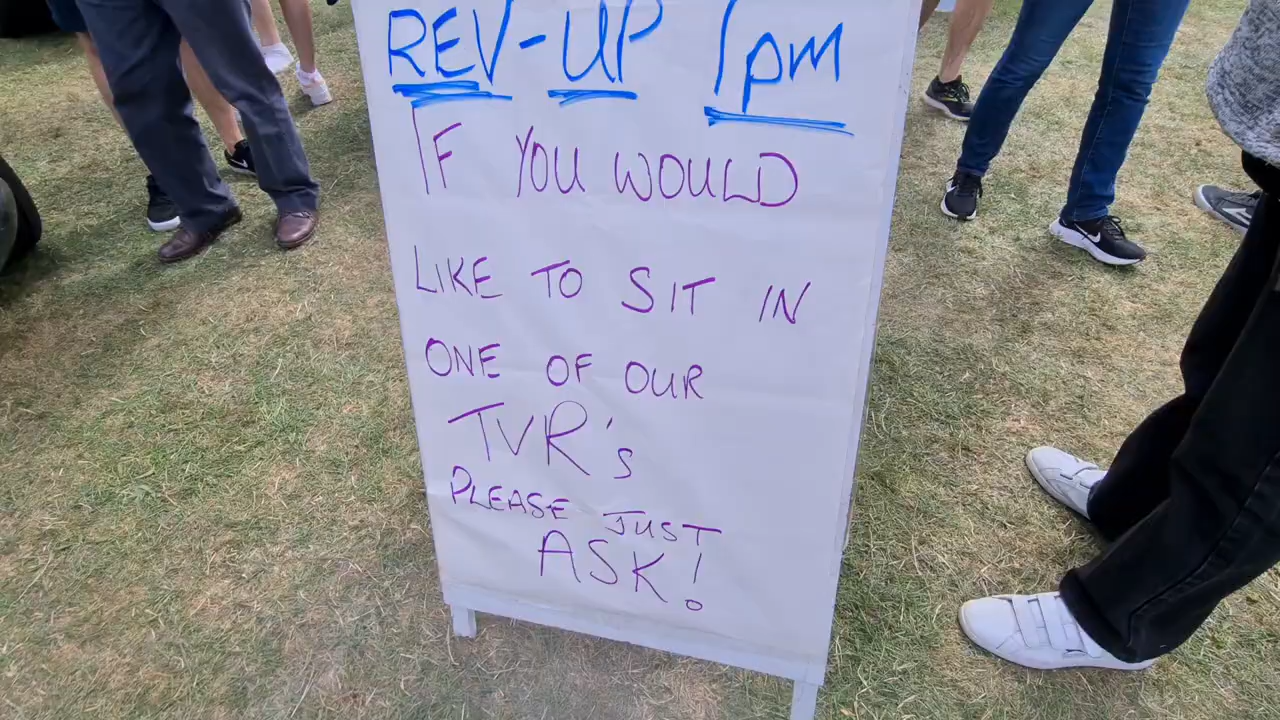 REV-UP 1pm
IF YOU WOULD
LIKE TO SIT IN
ONE OF OUR
TVR's
PLEASE JUST
ASK!